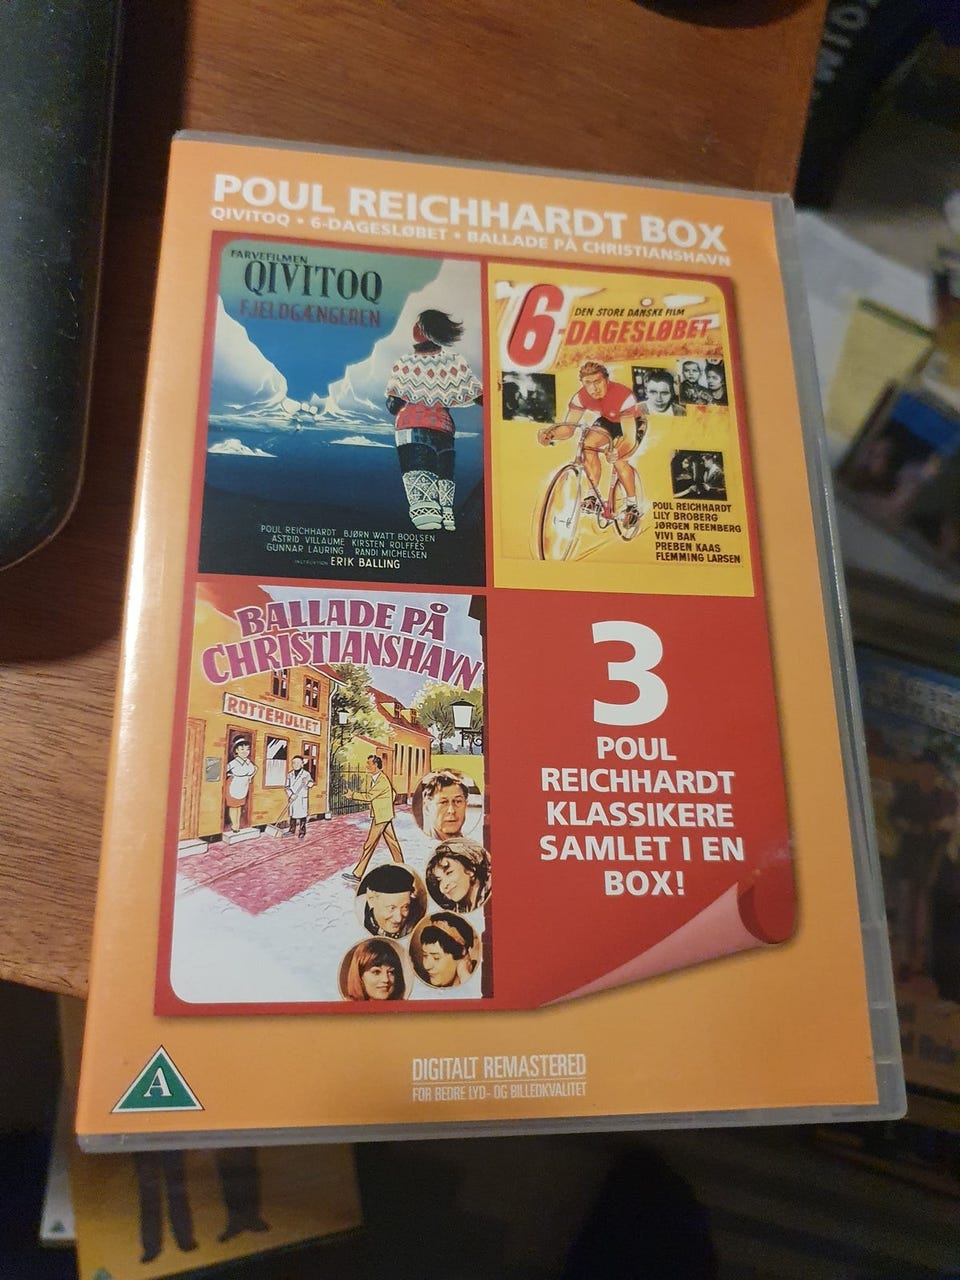 POUL REICHHARDT BOX
QIVITOQ • 6-DAGESLØBET • BALLADE PÅ CHRISTIANSHAVN
FARVEFILMEN
QIVITOQ
FJELDGÆNGEREN
POUL REICHHARDT BJØRN WATT BOOLSEN
ASTRID VILLAUME KIRSTEN ROLFFES
GUNNAR LAURING RANDI MICHELSEN
INSTRUKTION ERIK BALLING
DEN STORE DANSKE FILM
6-DAGESLØBET
POUL REICHHARDT
LILY BROBERG
JØRGEN REENBERG
VIVI BAK
PREBEN KAAS
FLEMMING LARSEN
BALLADE PÅ
CHRISTIANSHAVN
ROTTEHULLET
3
POUL
REICHHARDT
KLASSIKERE
SAMLET I EN
BOX!
A
DIGITALT REMASTERED
FOR BEDRE LYD- OG BILLEDKVALITET